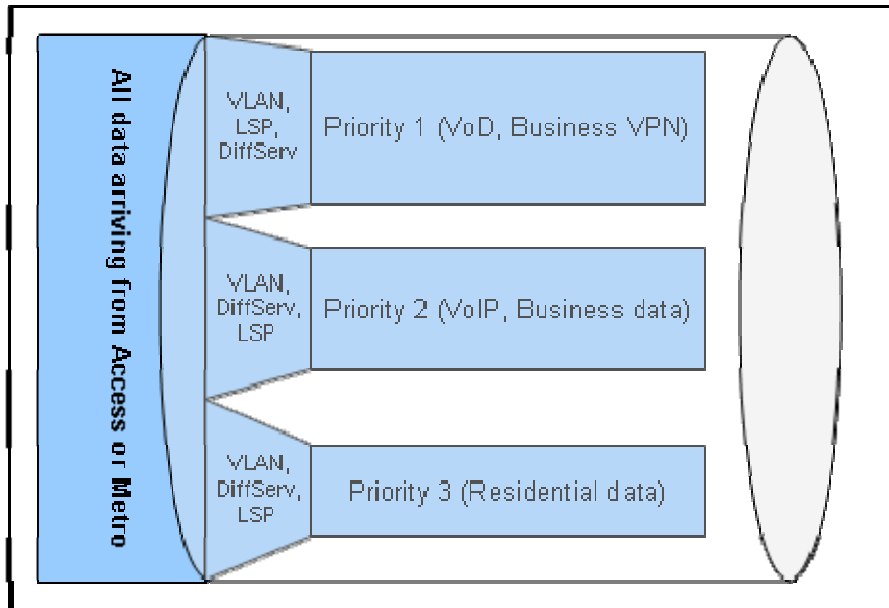 All data arriving from Access or Metro
VLAN,
LSP,
DiffServ
Priority 1 (VoD, Business VPN)
VLAN,
DiffServ,
LSP
Priority 2 (VoIP, Business data)
VLAN,
DiffServ,
LSP
Priority 3 (Residential data)